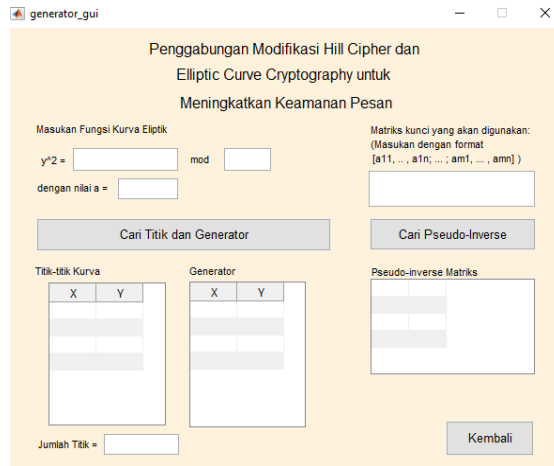 generator_gui
Penggabungan Modifikasi Hill Cipher dan
Elliptic Curve Cryptography untuk
Meningkatkan Keamanan Pesan
Masukan Fungsi Kurva Eliptik
y^2 =
mod
dengan nilai a =
Matriks kunci yang akan digunakan:
(Masukan dengan format
[a11, .. , a1n; ... ; am1, ... , amn] )
Cari Titik dan Generator
Cari Pseudo-Inverse
Titik-titik Kurva
X Y
Generator
X Y
Pseudo-inverse Matriks
Jumlah Titik =
Kembali